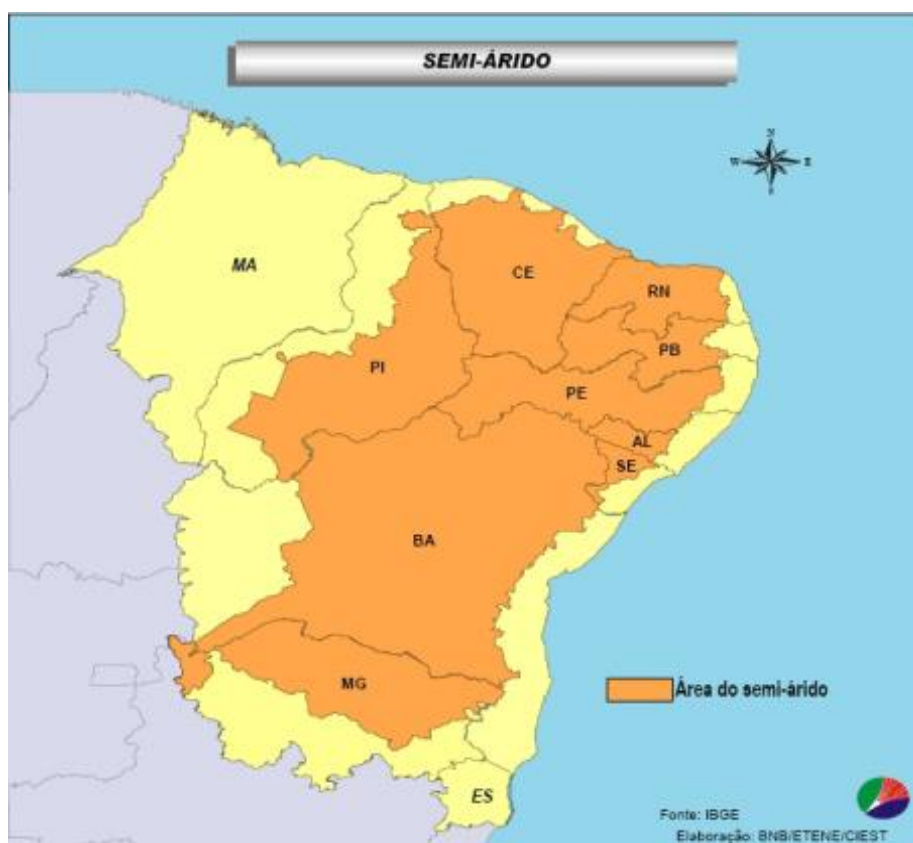 SEMI-ÁRIDO
N
W
E
S
MA
CE
RN
PB
PI
PE
AL
SE
BA
MG
Área do semi-árido
ES
Fonte: IBGE
Elaboração: BNB/ETENE/CIEST